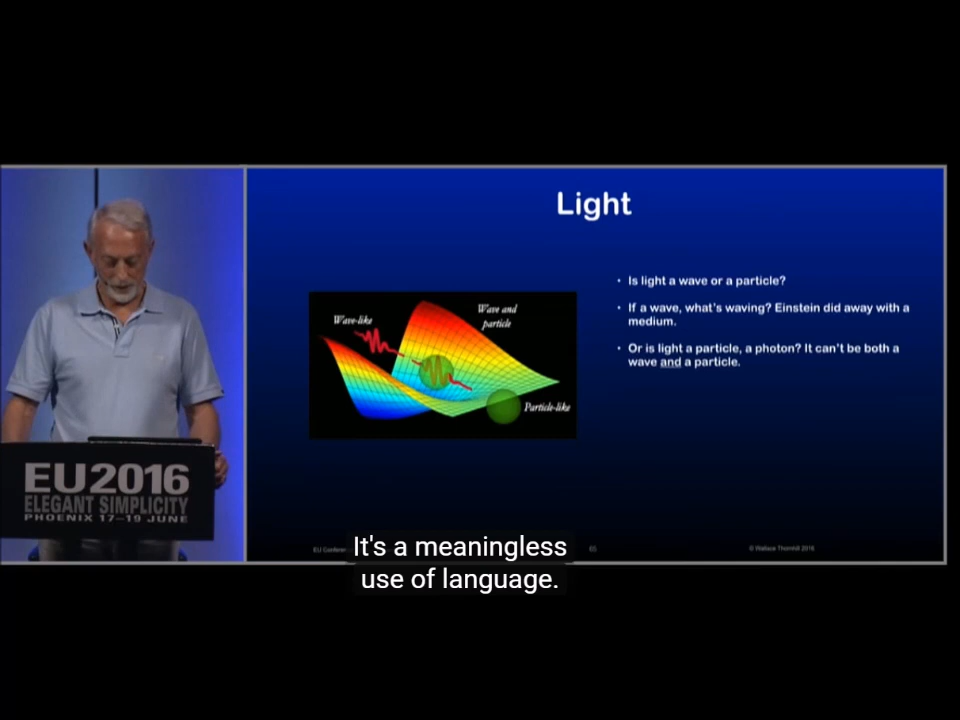 Light
Wave-like
Wave and
particle
Particle-like
• Is light a wave or a particle?
• If a wave, what's waving? Einstein did away with a
medium.
• Or is light a particle, a photon? It can't be both a
wave and a particle.
EU2016
ELEGANT SIMPLICITY
PHOENIX 17–19 JUNE
65
© Wallace Thornhill 2016
It's a meaningless
use of language.